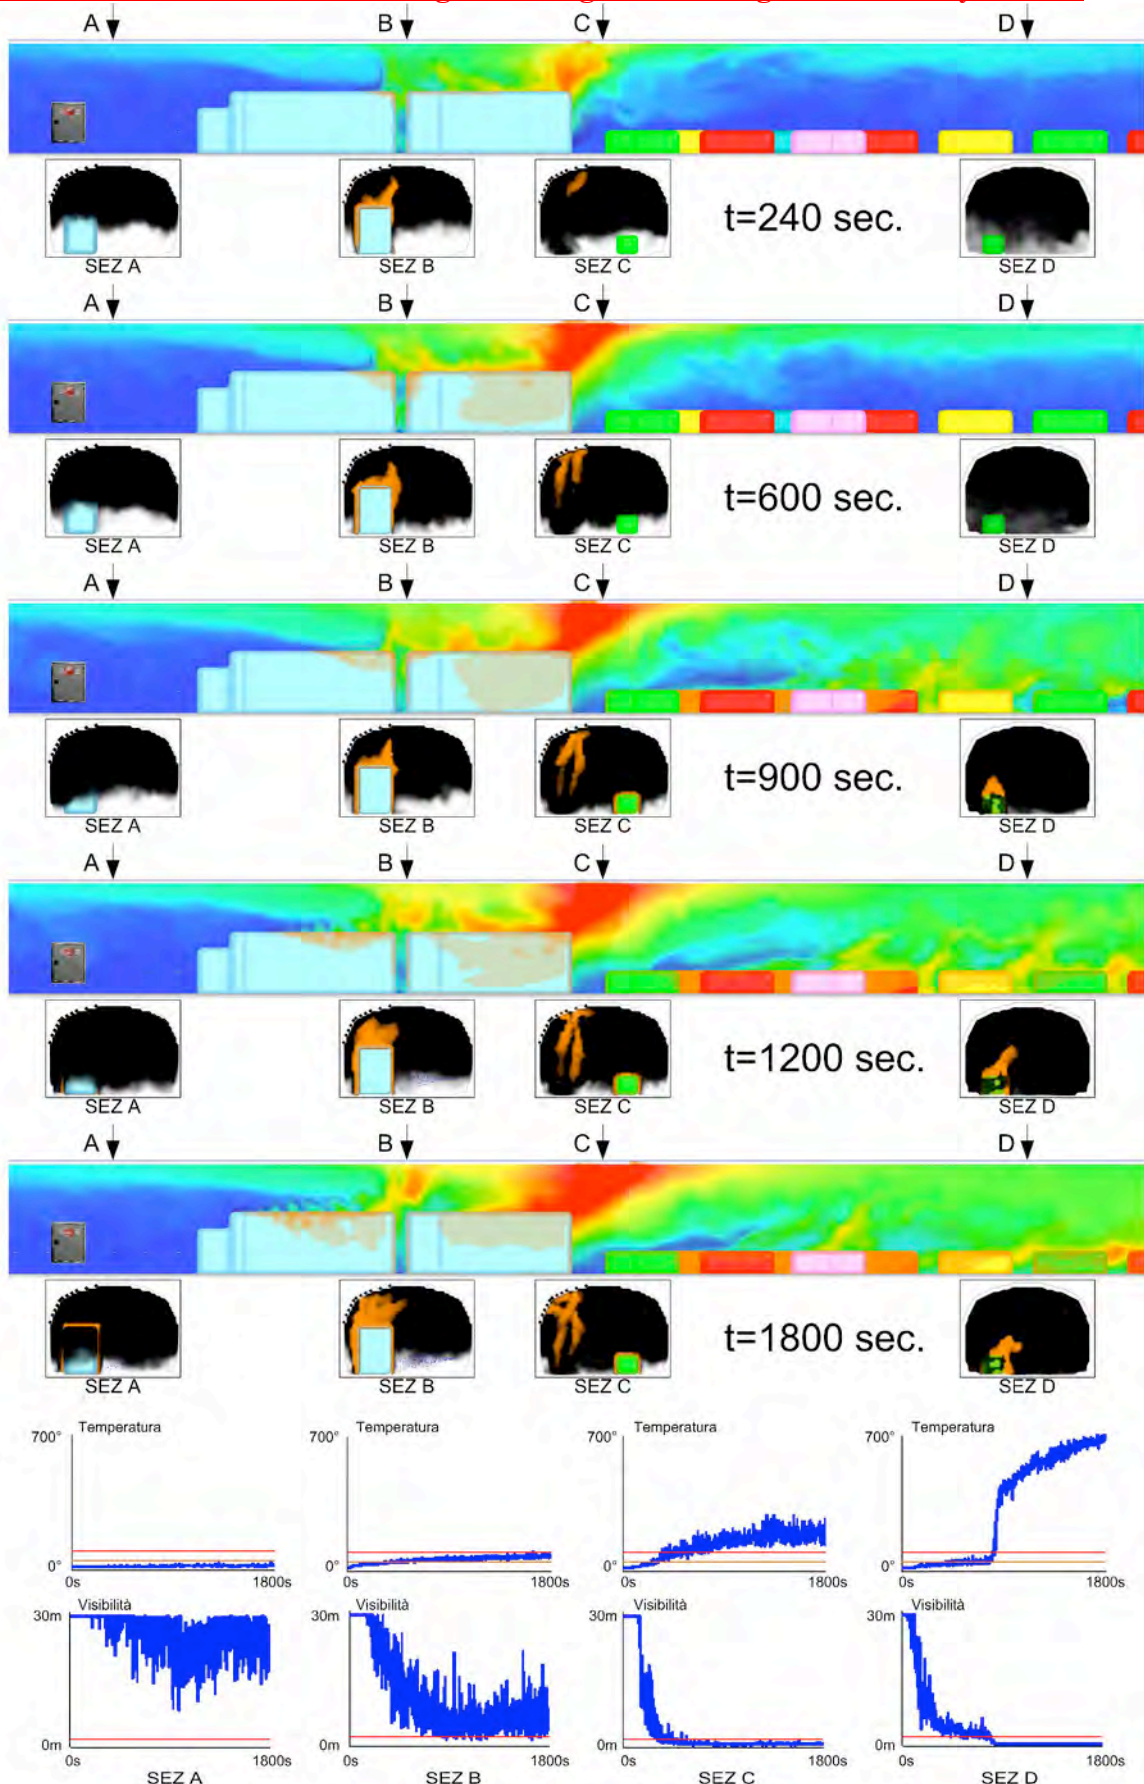 A B C D
t=240 sec.
SEZ A SEZ B SEZ C SEZ D
A B C D
t=600 sec.
SEZ A SEZ B SEZ C SEZ D
A B C D
t=900 sec.
SEZ A SEZ B SEZ C SEZ D
A B C D
t=1200 sec.
SEZ A SEZ B SEZ C SEZ D
A B C D
t=1800 sec.
SEZ A SEZ B SEZ C SEZ D
Temperatura Temperatura Temperatura Temperatura
700° 700° 700° 700°
0° 0° 0° 0°
0s 1800s 0s 1800s 0s 1800s 0s 1800s
Visibilità Visibilità Visibilità Visibilità
30m 30m 30m 30m
0m 0m 0m 0m
0s 1800s 0s 1800s 0s 1800s 0s 1800s
SEZ A SEZ B SEZ C SEZ D